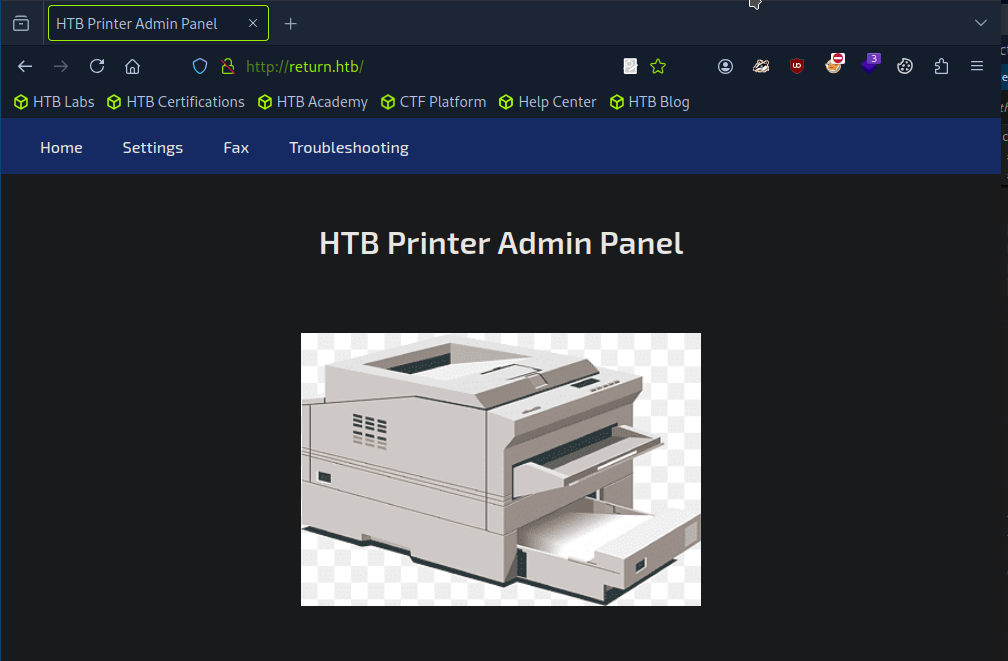 HTB Printer Admin Panel
http://return.htb/
3
HTB Labs HTB Certifications HTB Academy CTF Platform Help Center HTB Blog
Home Settings Fax Troubleshooting
HTB Printer Admin Panel